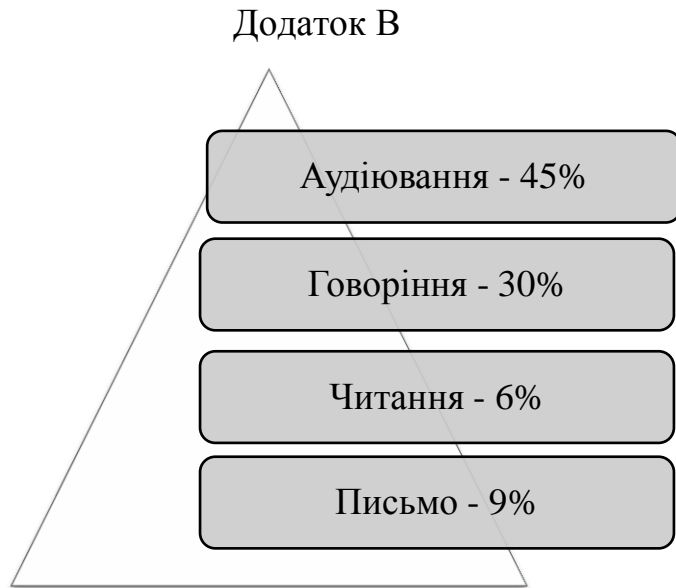 Додаток В
Аудіювання - 45%
Говоріння - 30%
Читання - 6%
Письмо - 9%